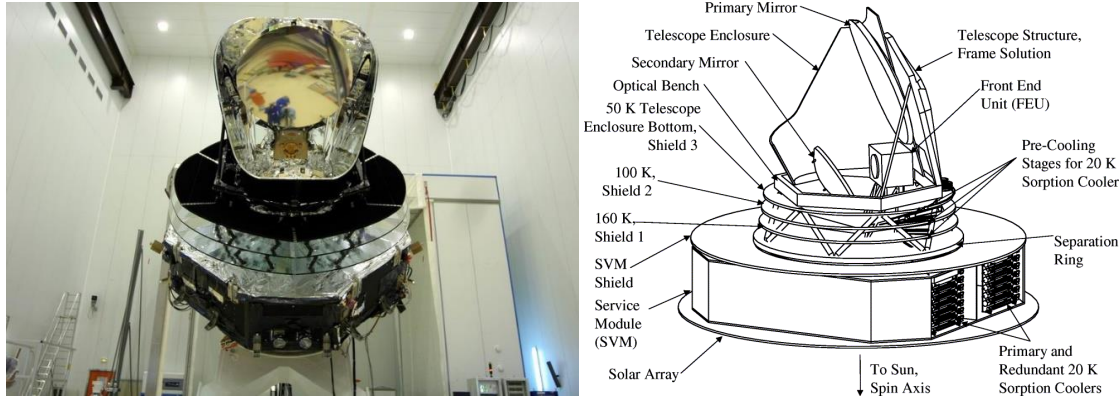 Primary Mirror
Telescope Enclosure
Secondary Mirror
Optical Bench
50 K Telescope
Enclosure Bottom,
Shield 3
100 K,
Shield 2
160 K,
Shield 1
SVM
Shield
Service
Module
(SVM)
Solar Array
Telescope Structure,
Frame Solution
Front End
Unit (FEU)
Pre-Cooling
Stages for 20 K
Sorption Cooler
Separation
Ring
Primary and
Redundant 20 K
Sorption Coolers
To Sun,
Spin Axis